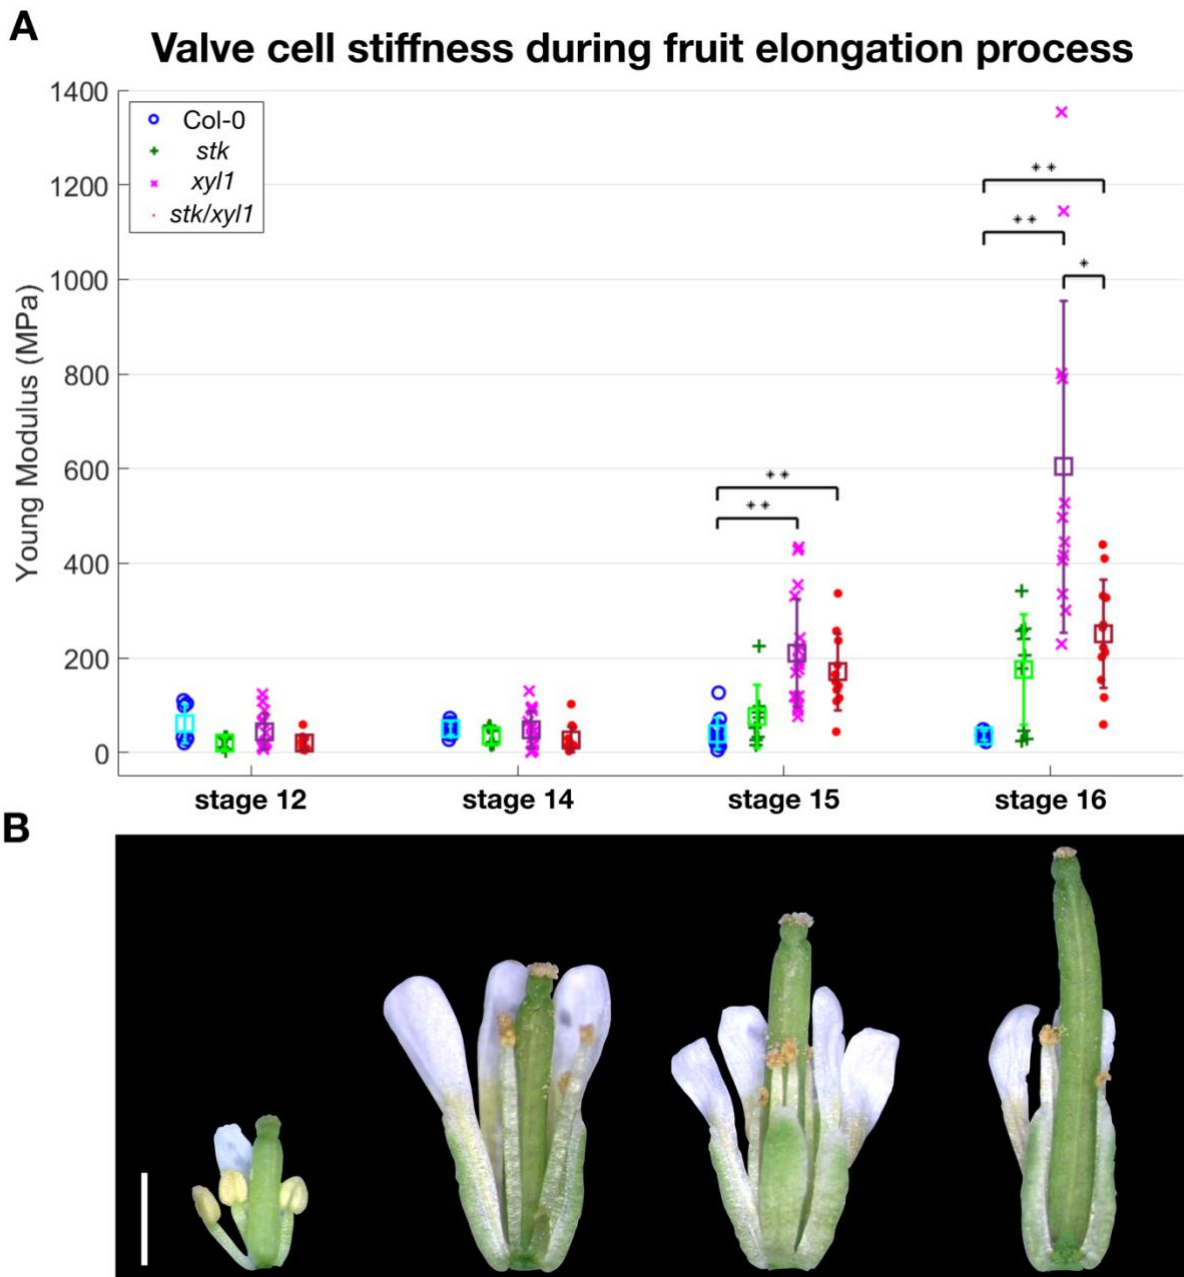 A
Valve cell stiffness during fruit elongation process
1400
1200
1000
800
600
400
200
0
Young Modulus (MPa)
Col-0
stk
xyl1
stk/xyl1
**
**
*
**
**
stage 12
stage 14
stage 15
stage 16
B